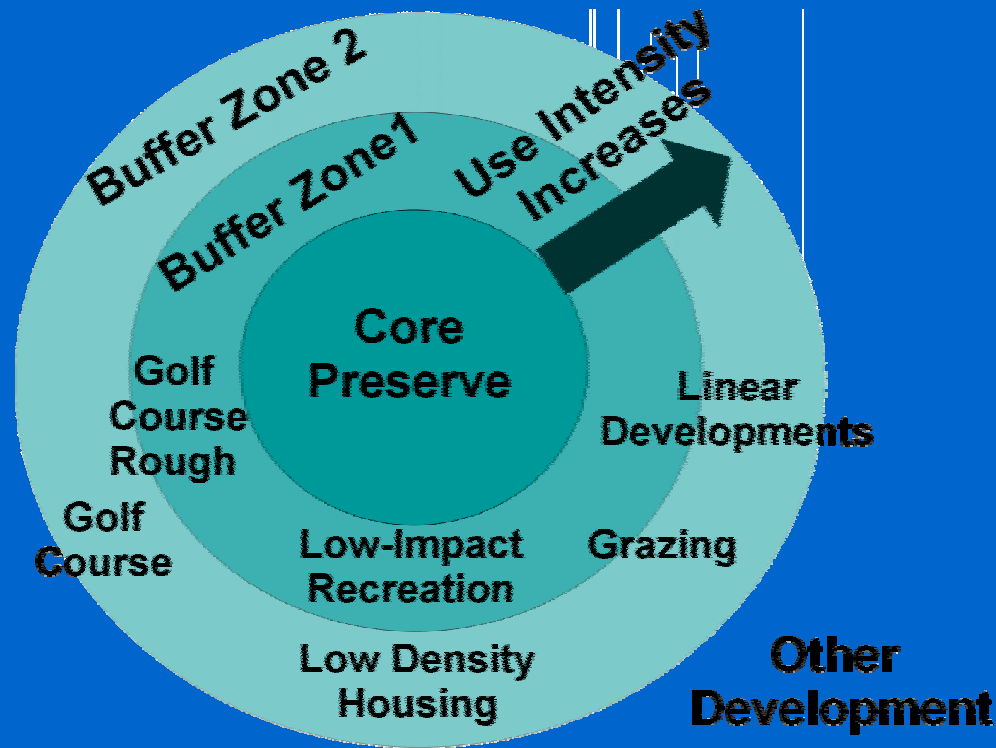 Buffer Zone 2
Buffer Zone1
Use Intensity
Increases
Core
Preserve
Golf
Course
Rough
Linear
Developments
Golf
Course
Low-Impact
Recreation
Grazing
Low Density
Housing
Other
Development